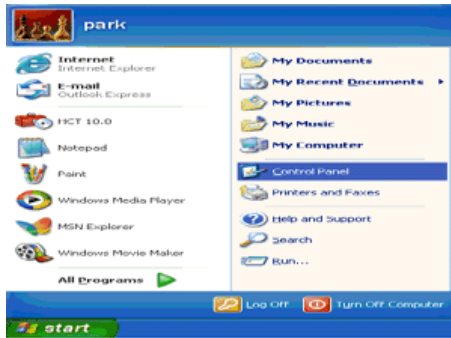 park
Internet
Internet Explorer
E-mail
Outlook Express
HCT 10.0
Notepad
Paint
Windows Media Player
MSN Explorer
Windows Movie Maker
All Programs
My Documents
My Recent Documents
My Pictures
My Music
My Computer
Control Panel
Printers and Faxes
Help and Support
Search
Run...
Log Off
Turn Off Computer
start